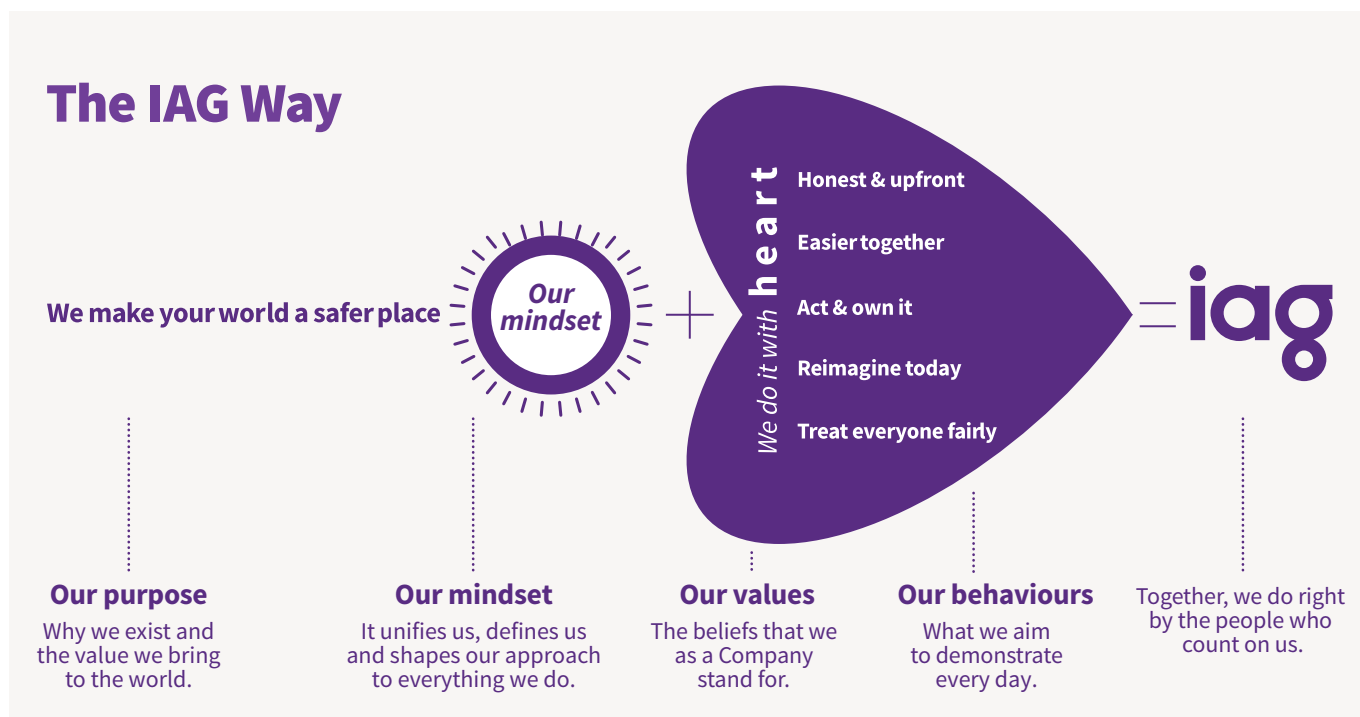 The IAG Way
We make your world a safer place
Our
mindset
We do it with heart
Honest & upfront
Easier together
Act & own it
Reimagine today
Treat everyone fairly
iag
Our purpose
Why we exist and
the value we bring
to the world.
Our mindset
It unifies us, defines us
and shapes our approach
to everything we do.
Our values
The beliefs that we
as a Company
stand for.
Our behaviours
What we aim
to demonstrate
every day.
Together, we do right
by the people who
count on us.